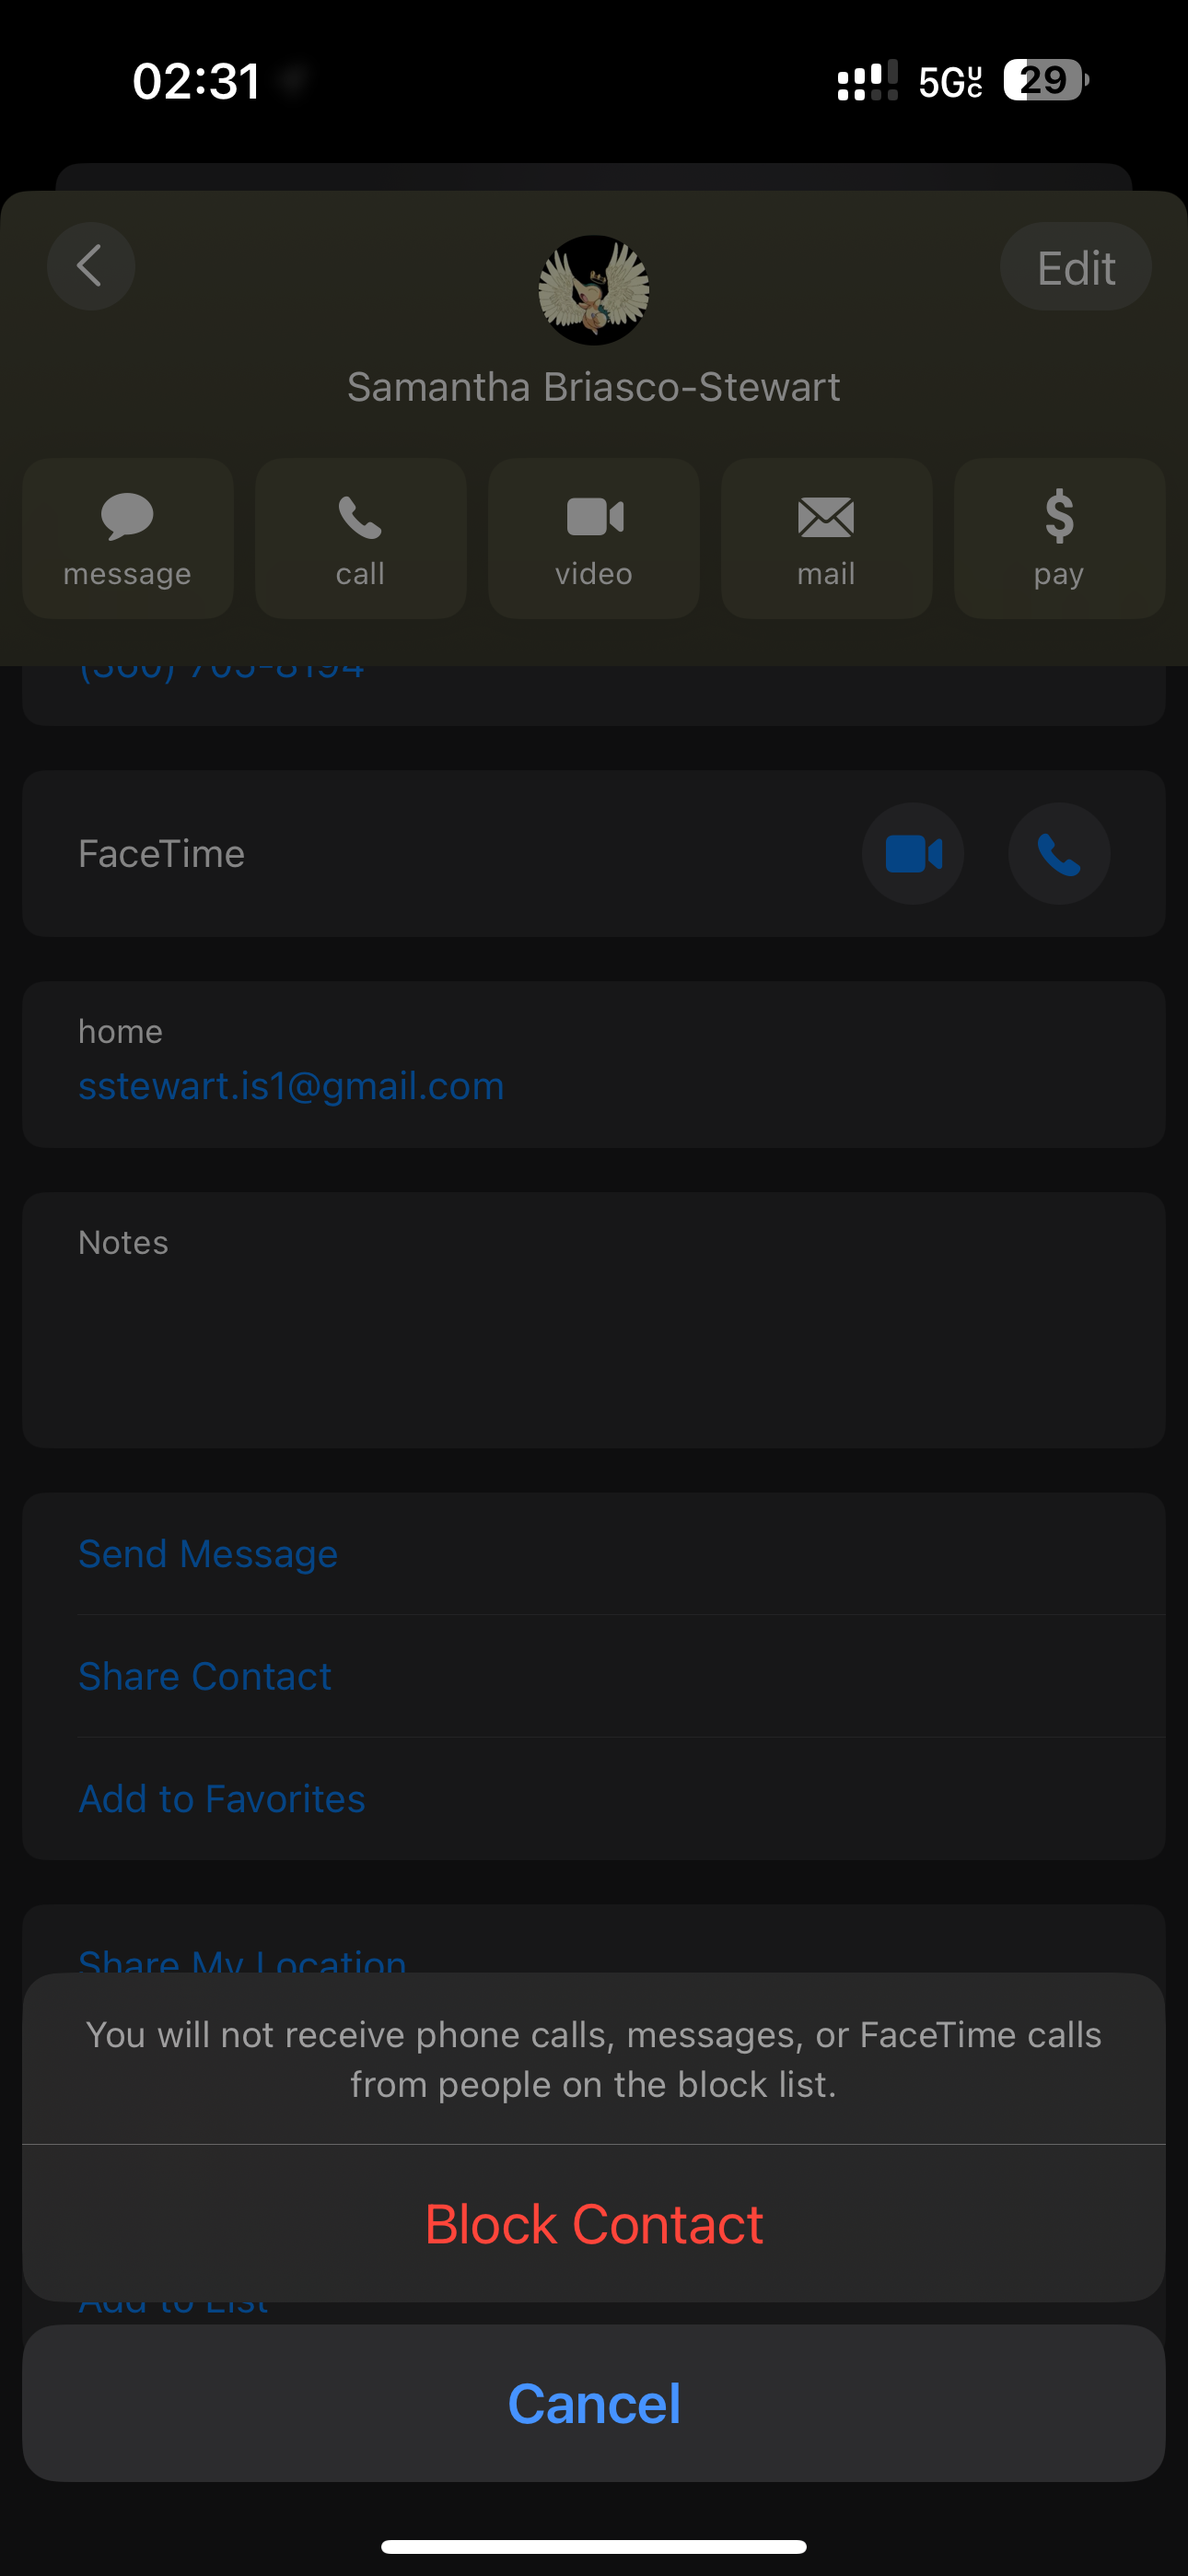 02:31
5G UC
29
Edit
Samantha Briasco-Stewart
message
call
video
mail
pay
(360) 705-8194
FaceTime
home
sstewart.is1@gmail.com
Notes
Send Message
Share Contact
Add to Favorites
Share My Location
You will not receive phone calls, messages, or FaceTime calls
from people on the block list.
Block Contact
Add to List
Cancel